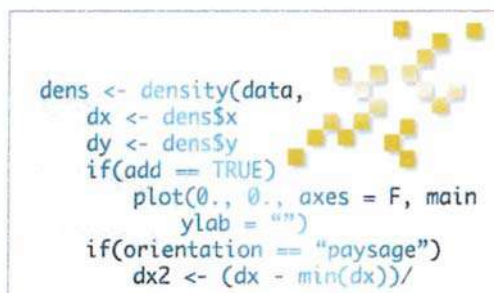 dens <- density(data,
dx <- dens$x
dy <- dens$y
if(add == TRUE)
plot(0., 0., axes = F, main
ylab = "")
if(orientation == "paysage")
dx2 <- (dx - min(dx))/